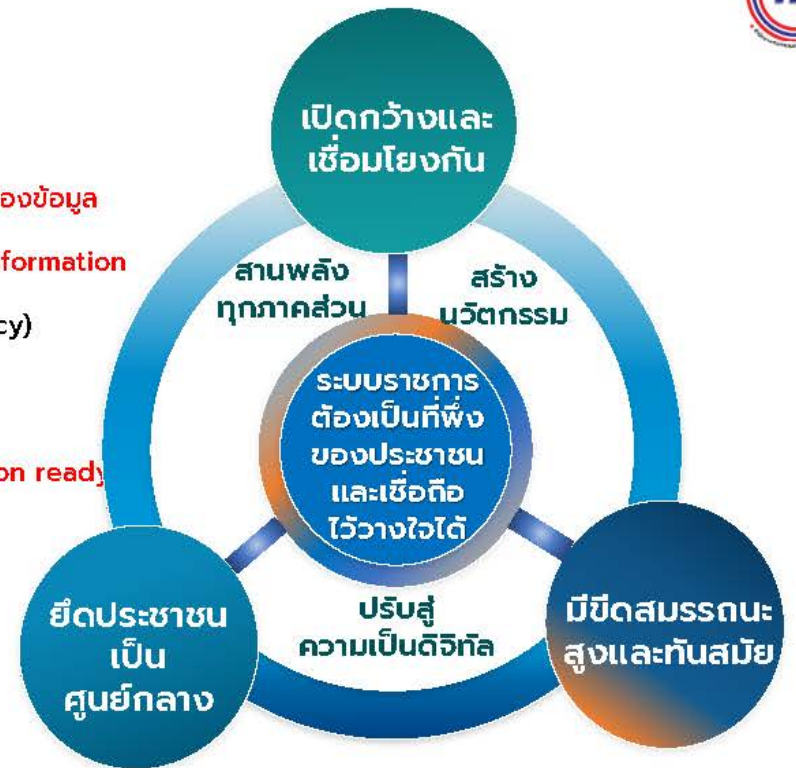 เปิดกว้างและ
เชื่อมโยงกัน
องข้อมูล
formation
cy)
on ready
สานพลัง
ทุกภาคส่วน
สร้าง
นวัตกรรม
ระบบราชการ
ต้องเป็นที่พึ่ง
ของประชาชน
และเชื่อถือ
ไว้วางใจได้
ปรับสู่
ความเป็นดิจิทัล
ยึดประชาชน
เป็น
ศูนย์กลาง
มีขีดสมรรถนะ
สูงและทันสมัย